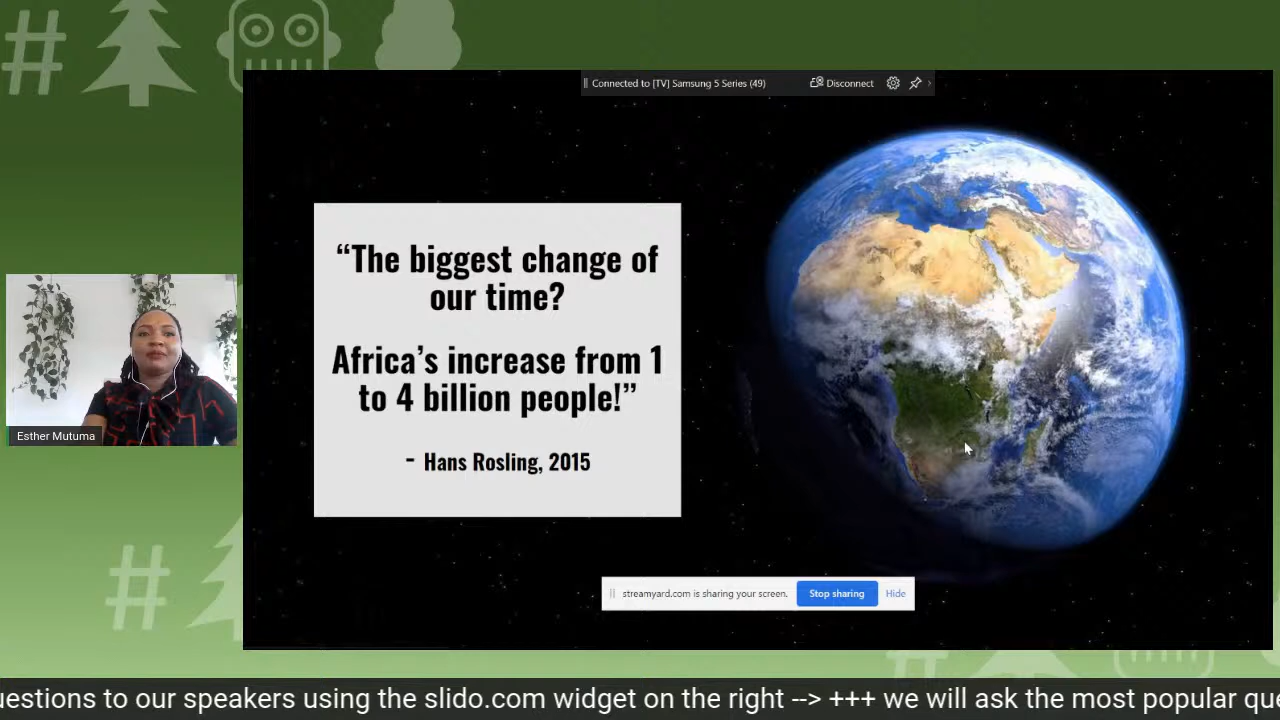 Connected to [TV] Samsung 5 Series (49)
Disconnect
“The biggest change of
our time?
Africa’s increase from 1
to 4 billion people!”
- Hans Rosling, 2015
Esther Mutuma
streamyard.com is sharing your screen.
Stop sharing
Hide
uestions to our speakers using the slido.com widget on the right --> +++ we will ask the most popular que